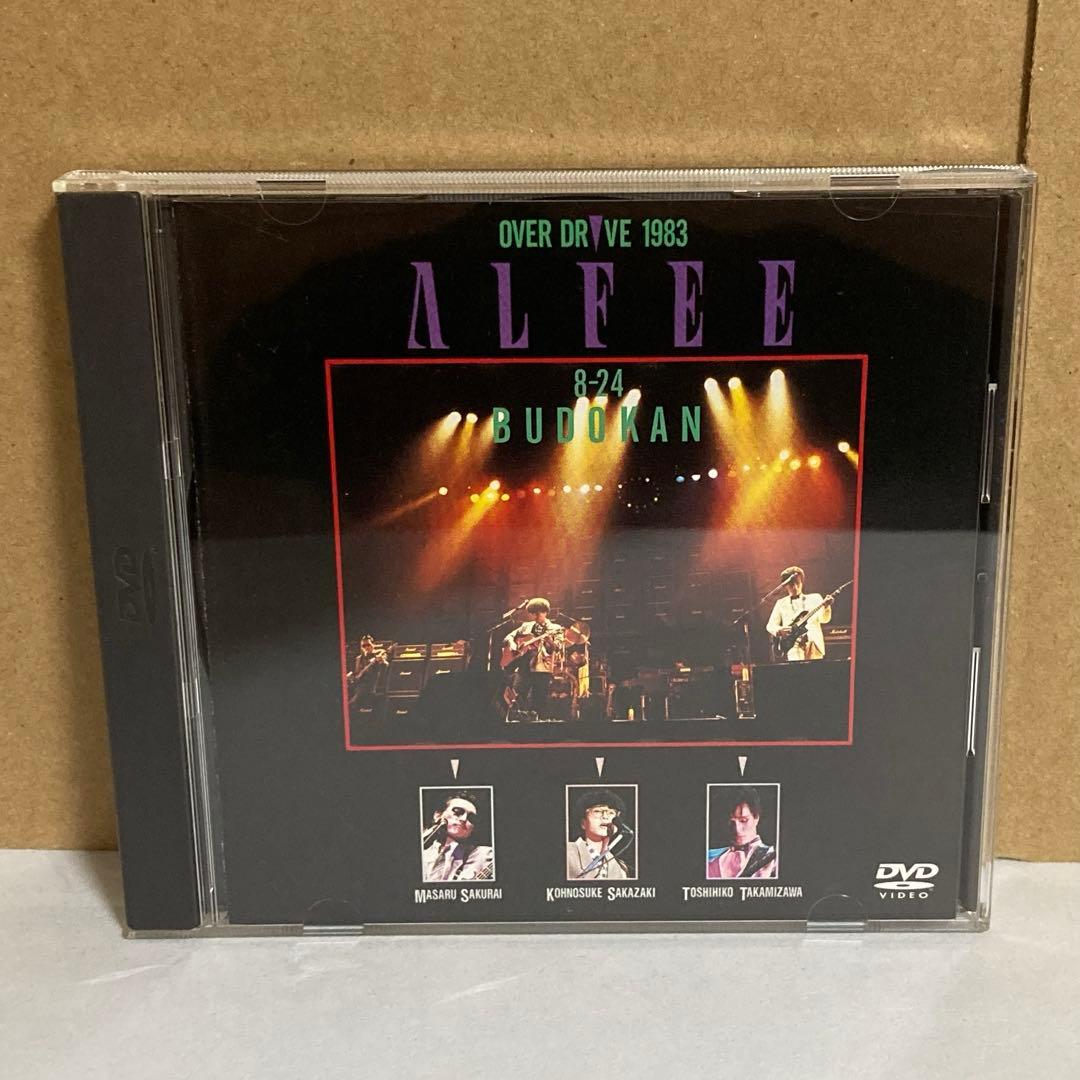 OVER DRIVE 1983
ALFEE
8-24
BUDOKAN
MASARU SAKURAI
KOHNOSUKE SAKAZAKI
TOSHIHIKO TAKAMIZAWA
DVD
VIDEO
DVD